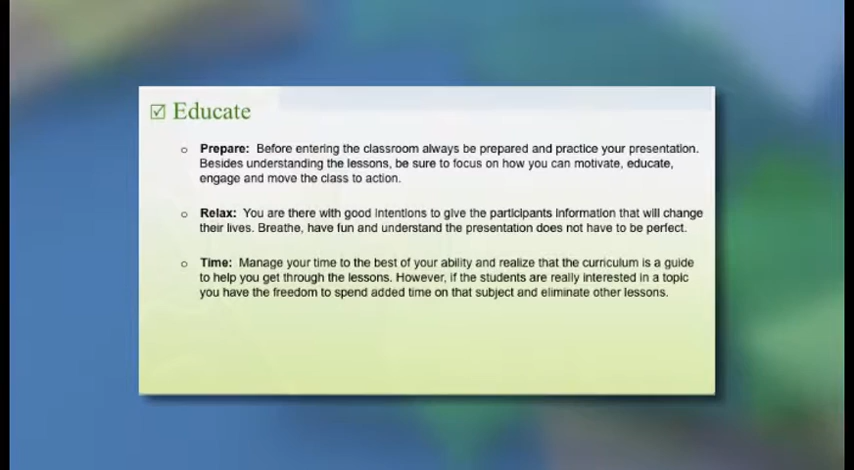 ☑ Educate
o Prepare: Before entering the classroom always be prepared and practice your presentation.
Besides understanding the lessons, be sure to focus on how you can motivate, educate,
engage and move the class to action.
o Relax: You are there with good intentions to give the participants information that will change
their lives. Breathe, have fun and understand the presentation does not have to be perfect.
o Time: Manage your time to the best of your ability and realize that the curriculum is a guide
to help you get through the lessons. However, if the students are really interested in a topic
you have the freedom to spend added time on that subject and eliminate other lessons.